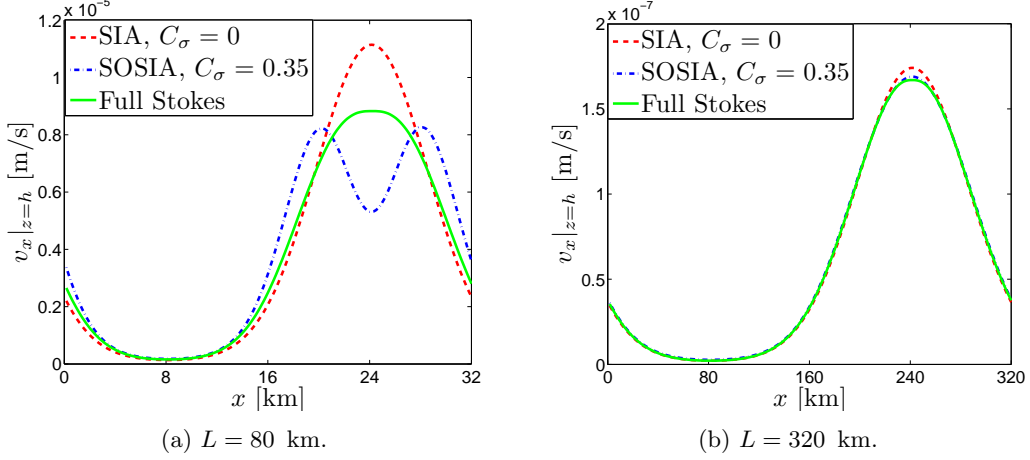 x 10⁻⁵
1.2
1
0.8
0.6
0.4
0.2
0
0 8 16 24 32
v_x|_{z=h} [m/s]
x [km]
SIA, C_σ = 0
SOSIA, C_σ = 0.35
Full Stokes
(a) L = 80 km.
x 10⁻⁷
2
1.5
1
0.5
0
0 80 160 240 320
v_x|_{z=h} [m/s]
x [km]
SIA, C_σ = 0
SOSIA, C_σ = 0.35
Full Stokes
(b) L = 320 km.